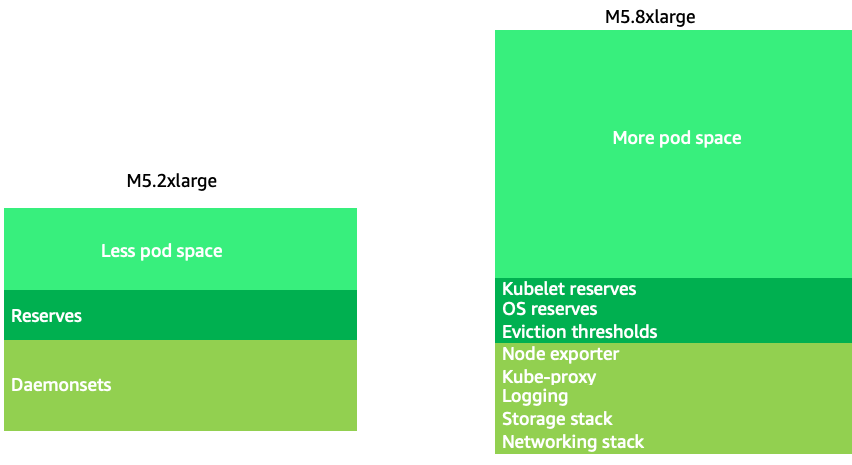 M5.2xlarge
Less pod space
Reserves
Daemonsets
M5.8xlarge
More pod space
Kubelet reserves
OS reserves
Eviction thresholds
Node exporter
Kube-proxy
Logging
Storage stack
Networking stack